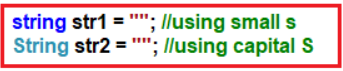 string str1 = ""; //using small s
String str2 = ""; //using capital S